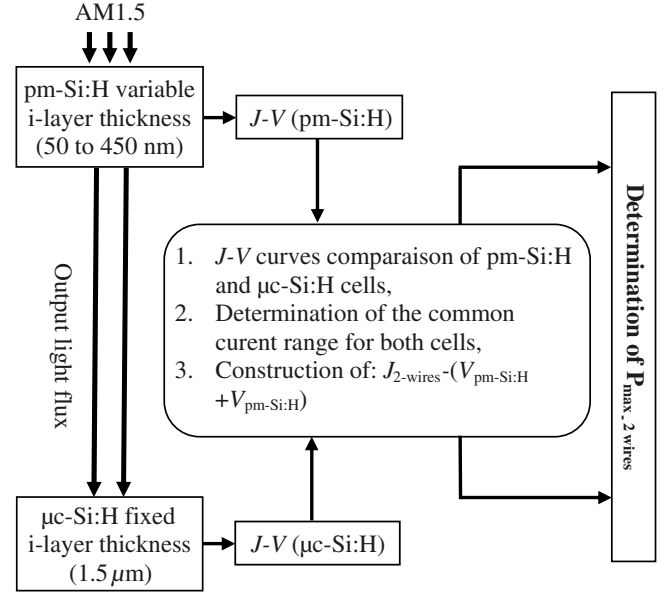 AM1.5
pm-Si:H variable
i-layer thickness
(50 to 450 nm)
J-V (pm-Si:H)
Output light flux
1. J-V curves comparaison of pm-Si:H
and µc-Si:H cells,
2. Determination of the common
curent range for both cells,
3. Construction of: J2-wires-(Vpm-Si:H
+Vpm-Si:H)
Determination of Pmax_2 wires
µc-Si:H fixed
i-layer thickness
(1.5 µm)
J-V (µc-Si:H)